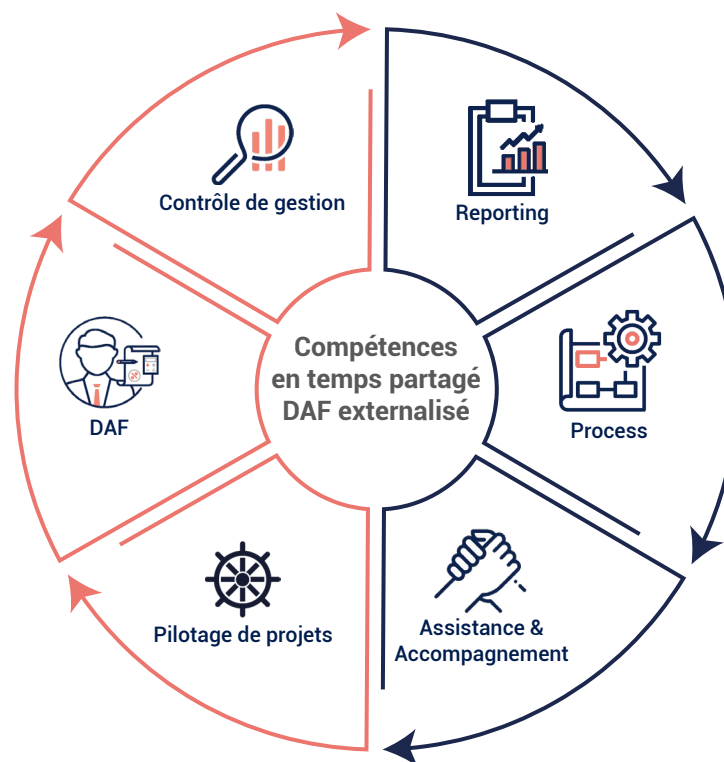 Contrôle de gestion
Reporting
Compétences
en temps partagé
DAF externalisé
DAF
Process
Pilotage de projets
Assistance &
Accompagnement